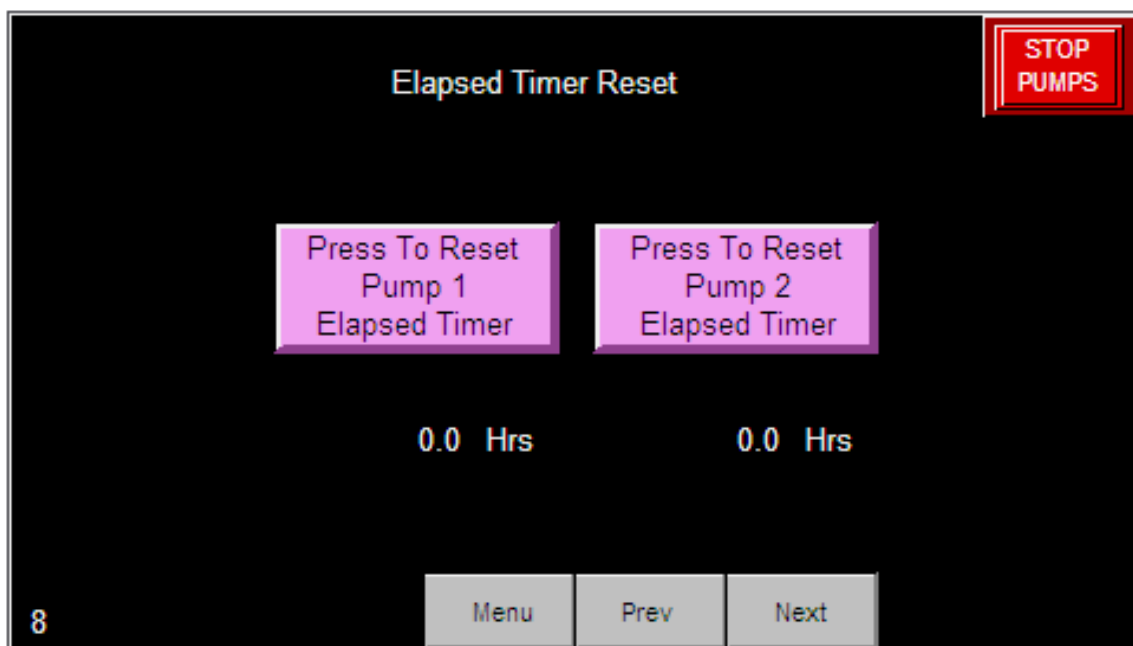 STOP
PUMPS
Elapsed Timer Reset
Press To Reset
Pump 1
Elapsed Timer
Press To Reset
Pump 2
Elapsed Timer
0.0 Hrs
0.0 Hrs
8
Menu
Prev
Next